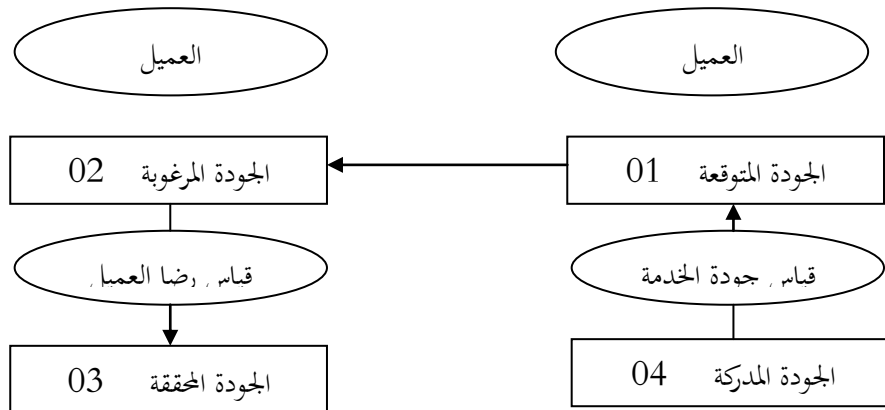 العميل
العميل
الجودة المتوقعة 01
الجودة المرغوبة 02
قياس جودة الخدمة
قياس رضا العميل
الجودة المدركة 04
الجودة المحققة 03